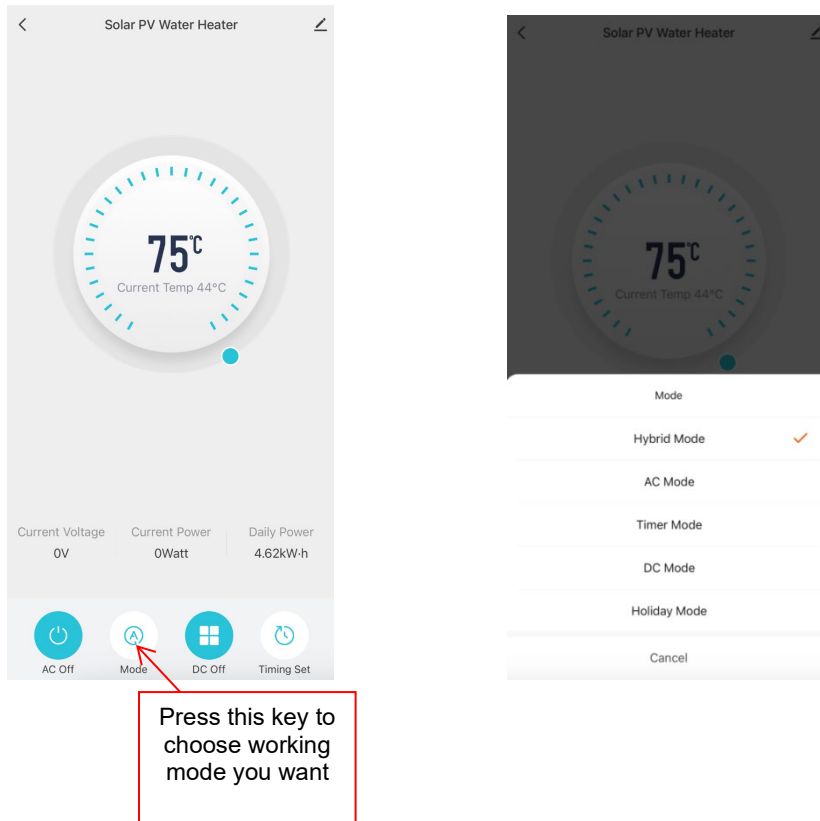 Solar PV Water Heater
75°C
Current Temp 44°C
Current Voltage Current Power Daily Power
0V 0Watt 4.62kW·h
A
AC Off Mode DC Off Timing Set
Press this key to
choose working
mode you want
Solar PV Water Heater
75°C
Current Temp 44°C
Mode
Hybrid Mode
AC Mode
Timer Mode
DC Mode
Holiday Mode
Cancel